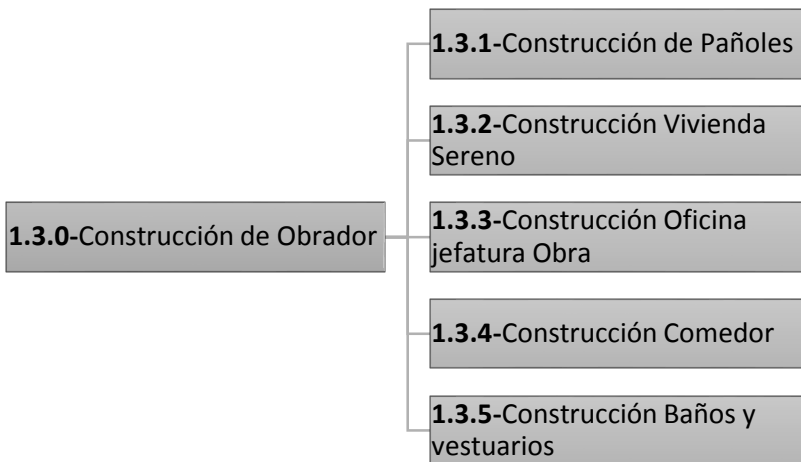 1.3.0-Construcción de Obrador
1.3.1-Construcción de Pañoles
1.3.2-Construcción Vivienda
Sereno
1.3.3-Construcción Oficina
jefatura Obra
1.3.4-Construcción Comedor
1.3.5-Construcción Baños y
vestuarios